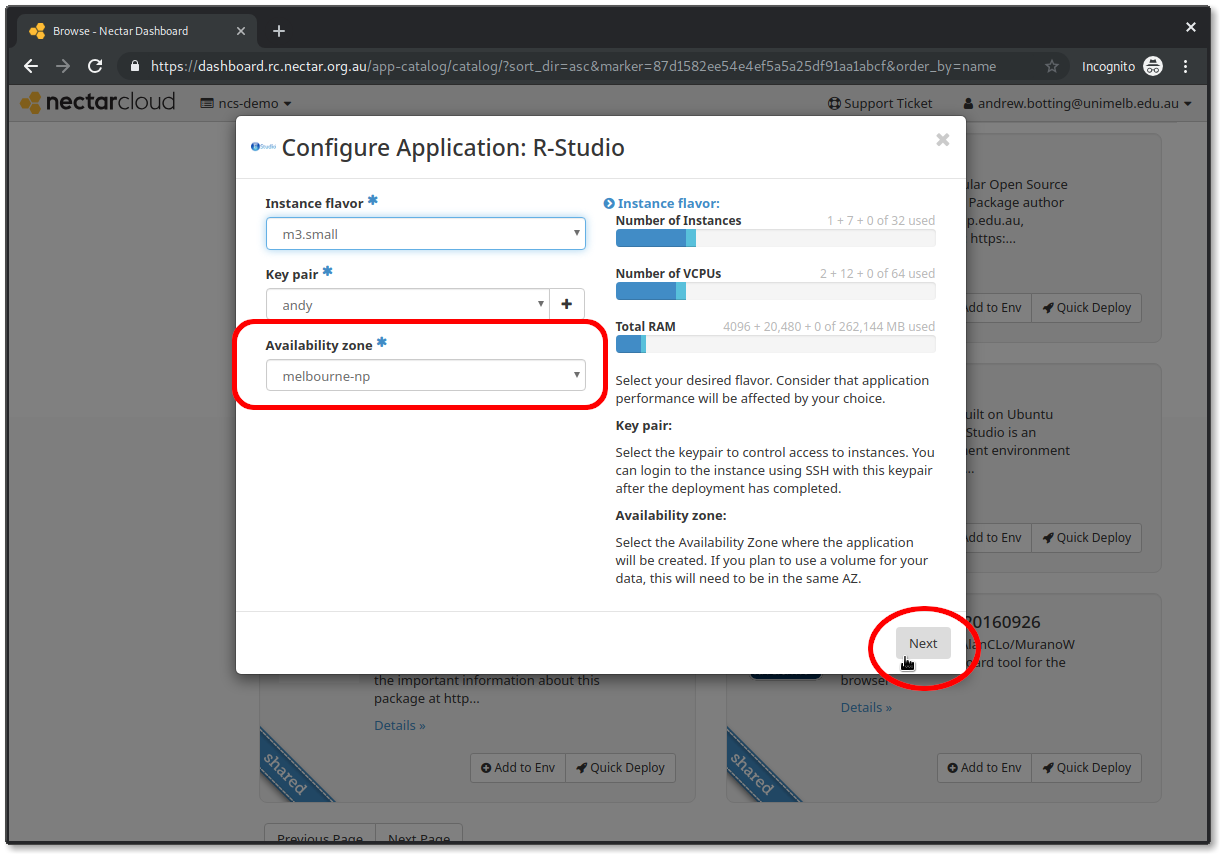 Browse - Nectar Dashboard
https://dashboard.rc.nectar.org.au/app-catalog/catalog/?sort_dir=asc&marker=87d1582ee54e4ef5a5a25df91aa1abcf&order_by=name
Incognito
nectarcloud
ncs-demo
Support Ticket
andrew.botting@unimelb.edu.au
Configure Application: R-Studio
Instance flavor
m3.small
Key pair
andy
Availability zone
melbourne-np
Instance flavor:
Number of Instances
1 + 7 + 0 of 32 used
Number of VCPUs
2 + 12 + 0 of 64 used
Total RAM
4096 + 20,480 + 0 of 262,144 MB used
Select your desired flavor. Consider that application
performance will be affected by your choice.
Key pair:
Select the keypair to control access to instances. You
can login to the instance using SSH with this keypair
after the deployment has completed.
Availability zone:
Select the Availability Zone where the application
will be created. If you plan to use a volume for your
data, this will need to be in the same AZ.
Next
ular Open Source
Package author
p.edu.au,
https:...
dd to Env
Quick Deploy
uilt on Ubuntu
Studio is an
ent environment
...
dd to Env
Quick Deploy
the important information about this
package at http...
Details »
shared
Add to Env
Quick Deploy
20160926
lanCLo/MuranoW
ard tool for the
browser
Details »
shared
Add to Env
Quick Deploy
Previous Page
Next Page